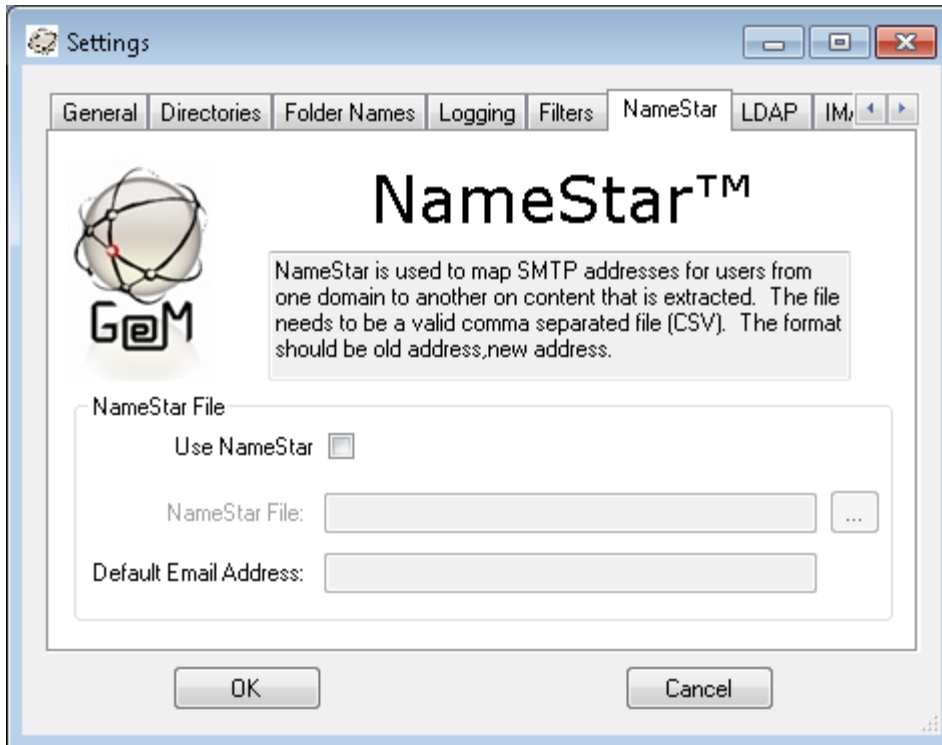 Settings
General Directories Folder Names Logging Filters NameStar LDAP
NameStar™
NameStar is used to map SMTP addresses for users from
one domain to another on content that is extracted.  The file
needs to be a valid comma separated file (CSV).  The format
should be old address,new address.
G@M
NameStar File
Use NameStar
NameStar File:
...
Default Email Address:
OK Cancel